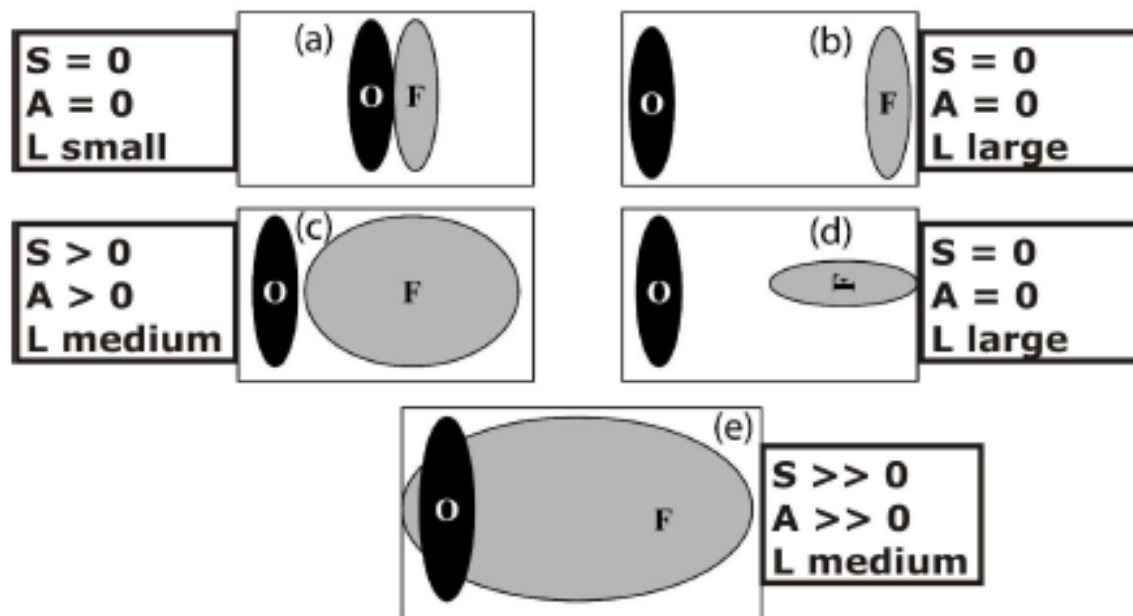 S = 0
A = 0
L small
(a)
O
F
(b)
O
F
S = 0
A = 0
L large
S > 0
A > 0
L medium
(c)
O
F
(d)
O
F
S = 0
A = 0
L large
(e)
O
F
S >> 0
A >> 0
L medium